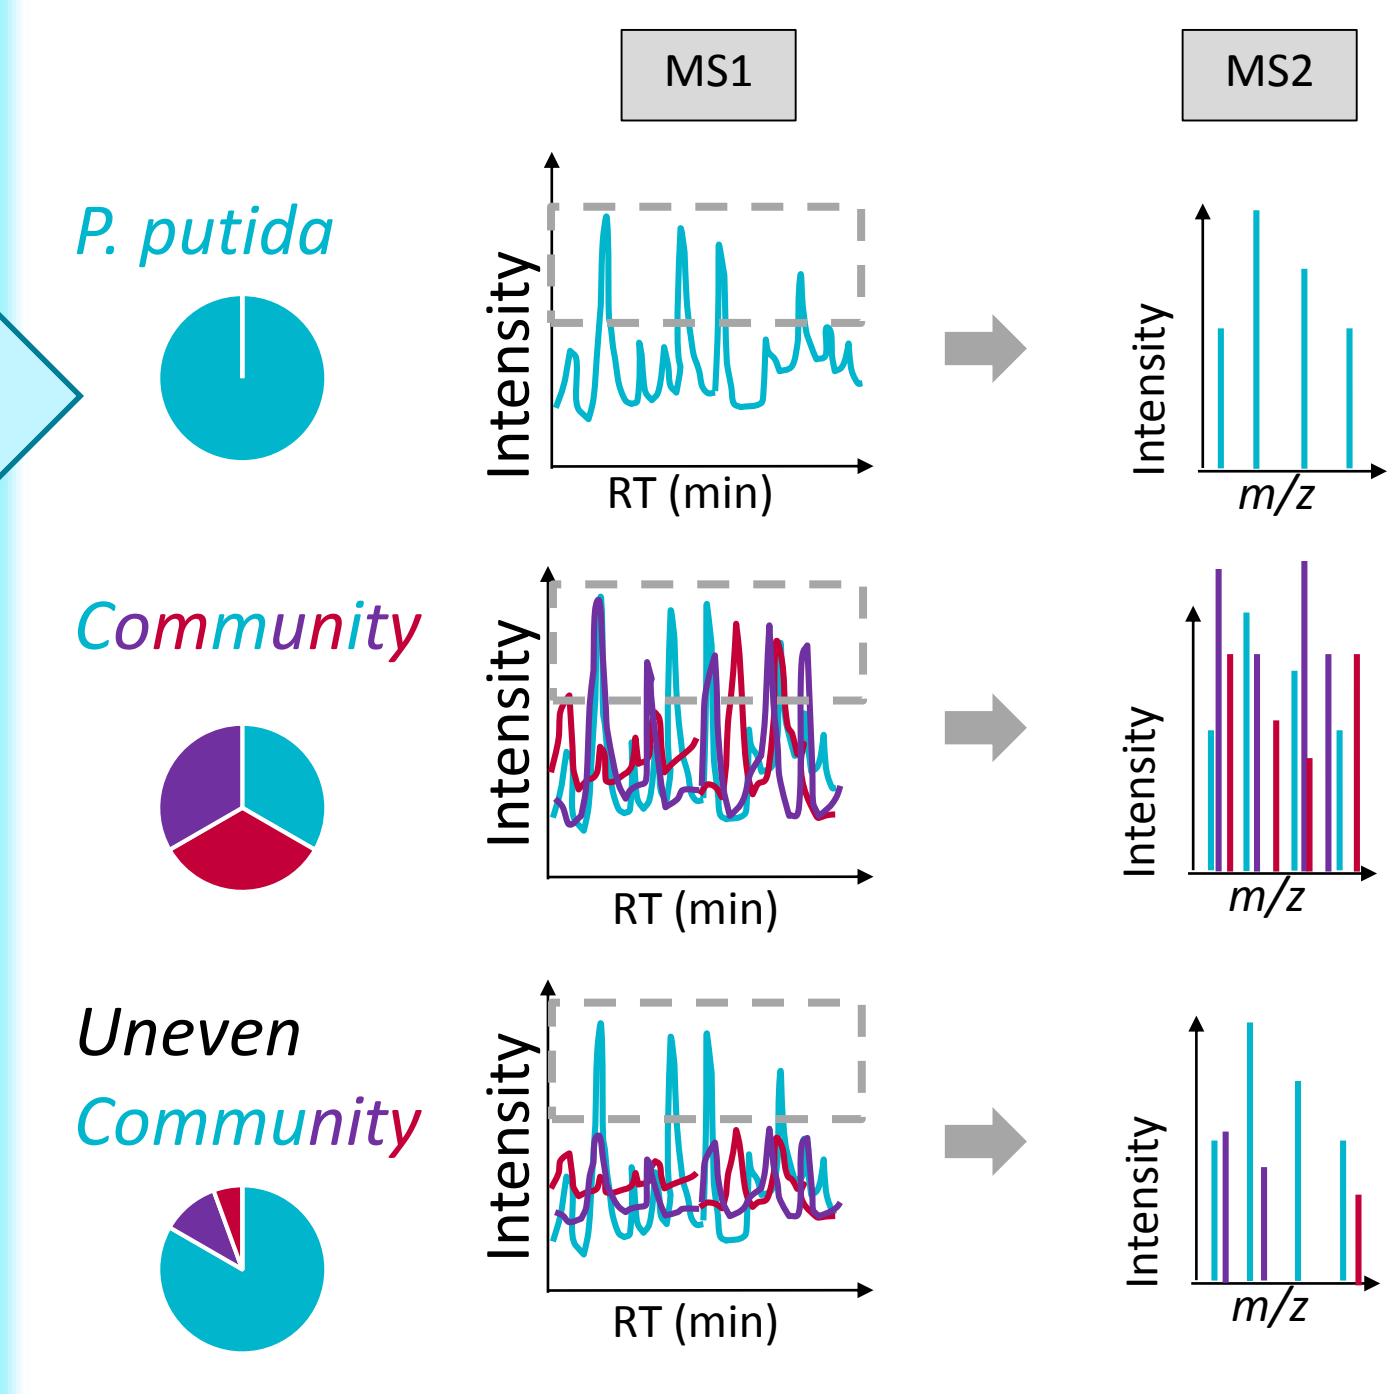 MS1
MS2
P. putida
Intensity
RT (min)
Intensity
m/z
Community
Intensity
RT (min)
Intensity
m/z
Uneven
Community
Intensity
RT (min)
Intensity
m/z